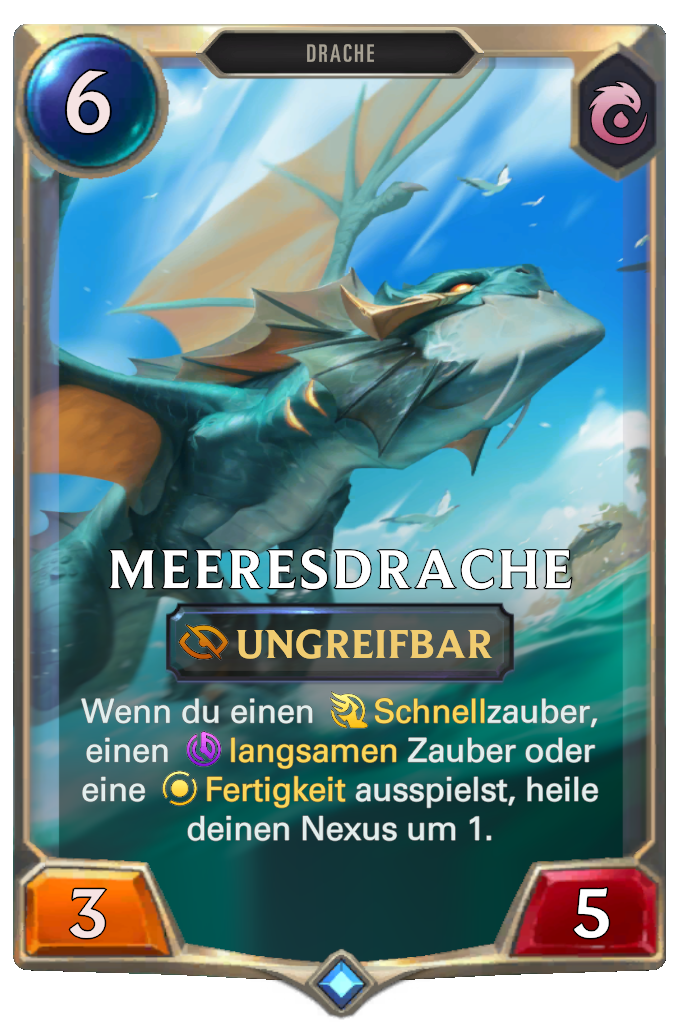 6
DRACHE
MEERESDRACHE
UNGREIFBAR
Wenn du einen Schnellzauber,
einen langsamen Zauber oder
eine Fertigkeit ausspielst, heile
deinen Nexus um 1.
3
5